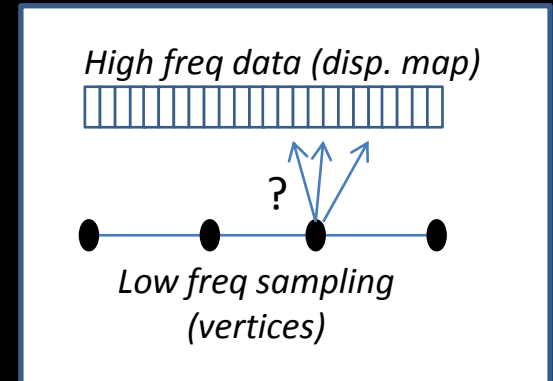 High freq data (disp. map)
?
Low freq sampling
(vertices)